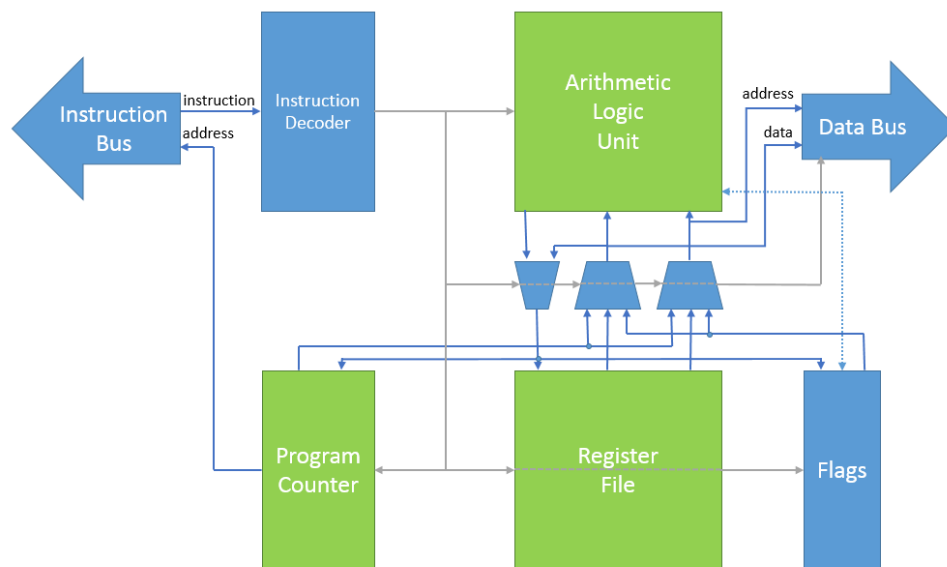 Instruction
Bus
instruction
address
Instruction
Decoder
Arithmetic
Logic
Unit
address
data
Data Bus
Program
Counter
Register
File
Flags